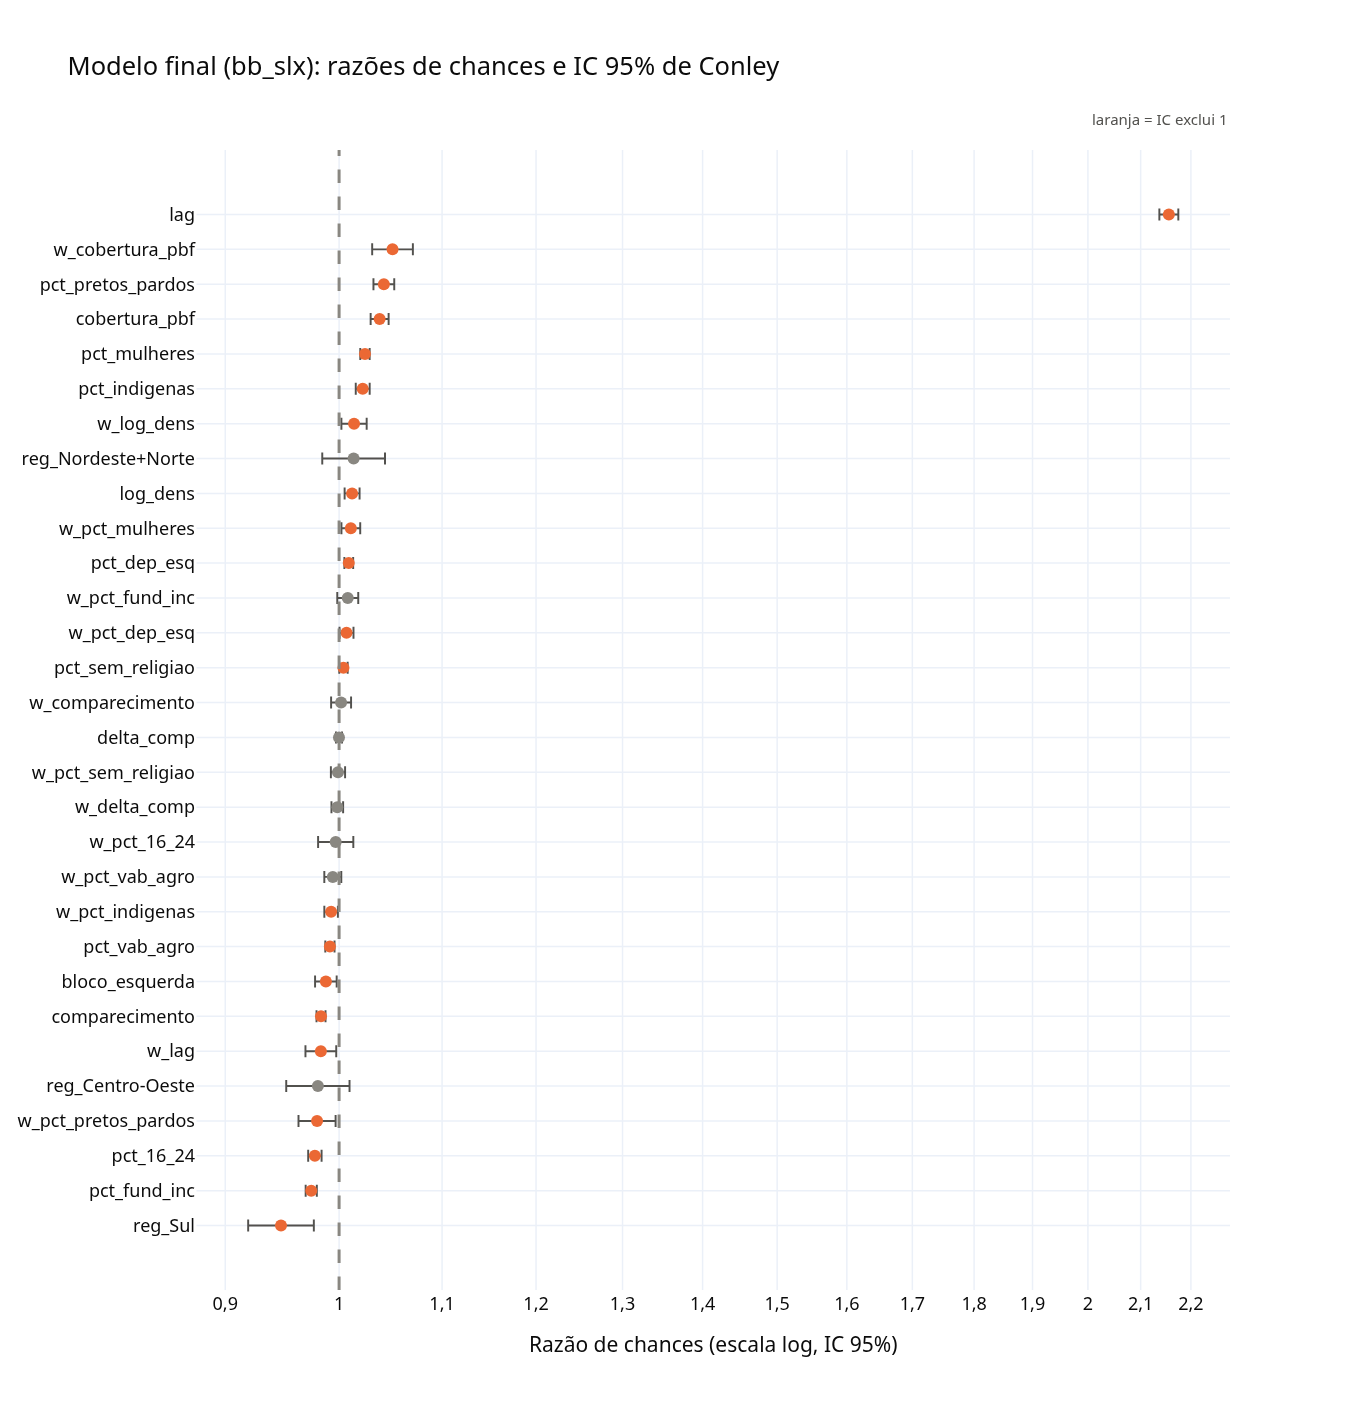 Modelo final (bb_slx): razões de chances e IC 95% de Conley
laranja = IC exclui 1
lag
w_cobertura_pbf
pct_pretos_pardos
cobertura_pbf
pct_mulheres
pct_indigenas
w_log_dens
reg_Nordeste+Norte
log_dens
w_pct_mulheres
pct_dep_esq
w_pct_fund_inc
w_pct_dep_esq
pct_sem_religiao
w_comparecimento
delta_comp
w_pct_sem_religiao
w_delta_comp
w_pct_16_24
w_pct_vab_agro
w_pct_indigenas
pct_vab_agro
bloco_esquerda
comparecimento
w_lag
reg_Centro-Oeste
w_pct_pretos_pardos
pct_16_24
pct_fund_inc
reg_Sul
0,9 1 1,1 1,2 1,3 1,4 1,5 1,6 1,7 1,8 1,9 2 2,1 2,2
Razão de chances (escala log, IC 95%)